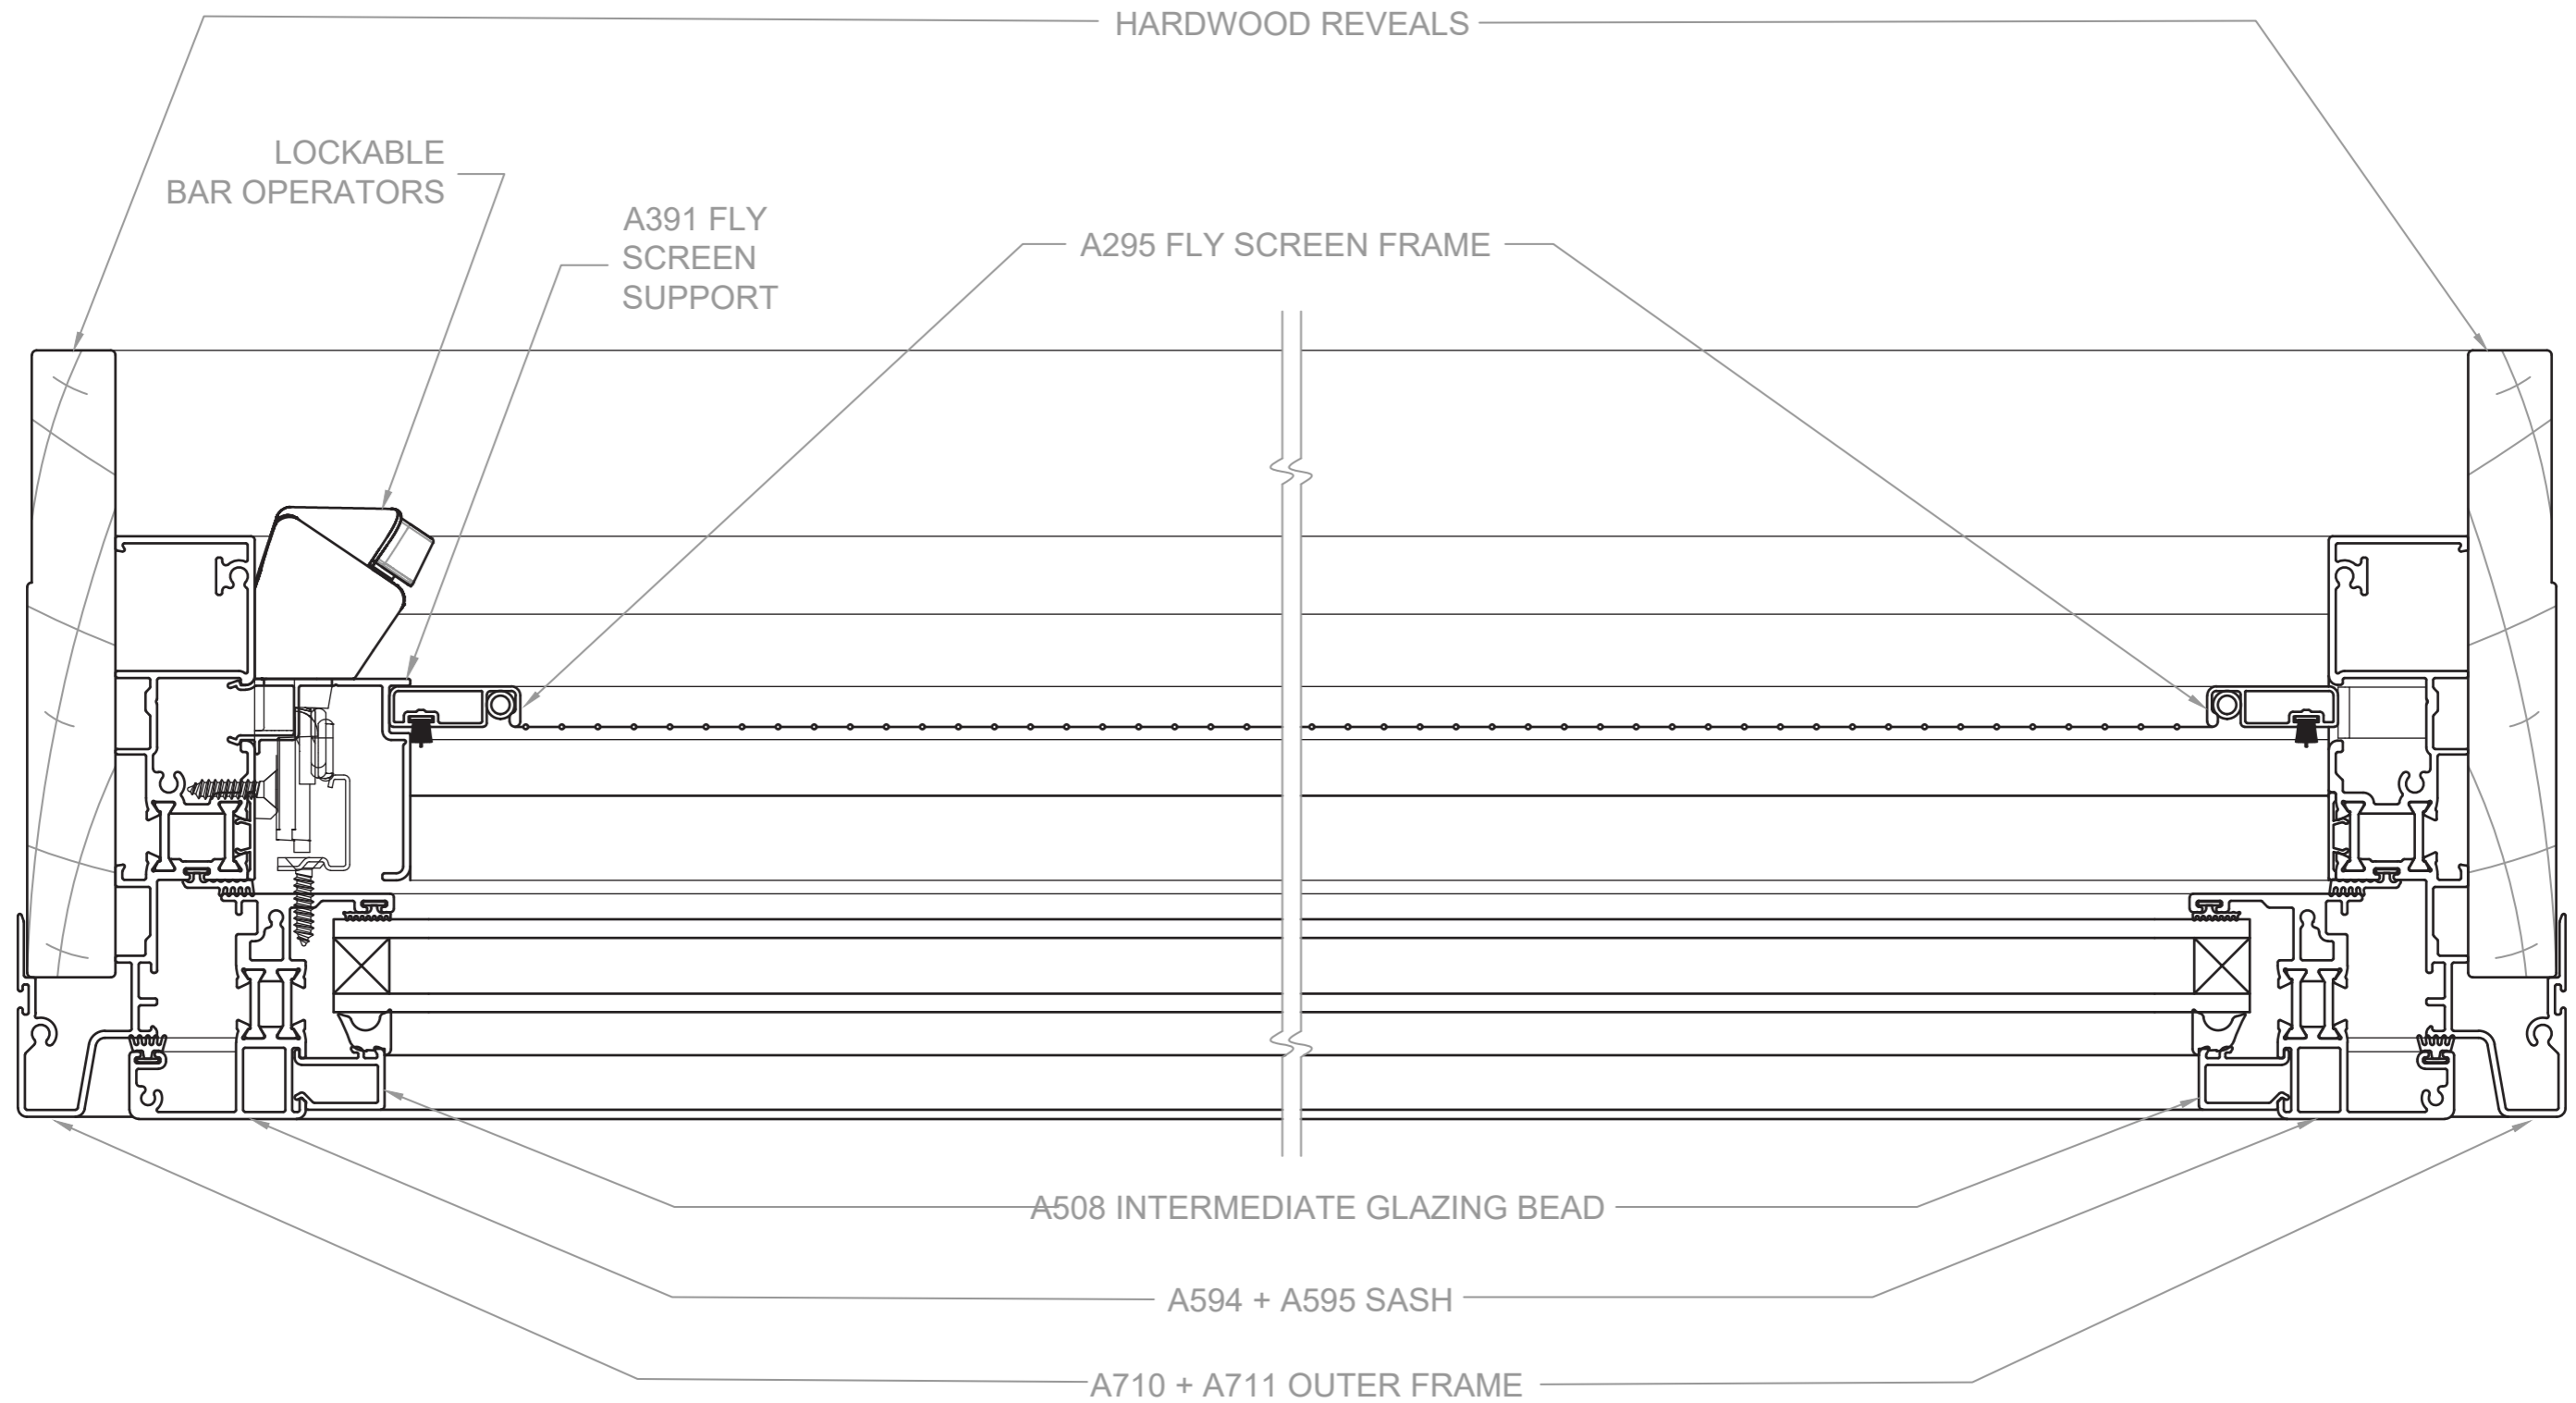 HARDWOOD REVEALS
LOCKABLE
BAR OPERATORS
A391 FLY
SCREEN
SUPPORT
A295 FLY SCREEN FRAME
A508 INTERMEDIATE GLAZING BEAD
A594 + A595 SASH
A710 + A711 OUTER FRAME